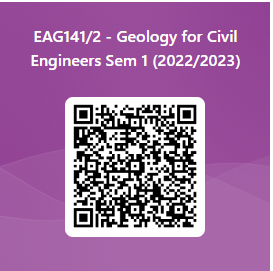 EAG141/2 - Geology for Civil
Engineers Sem 1 (2022/2023)